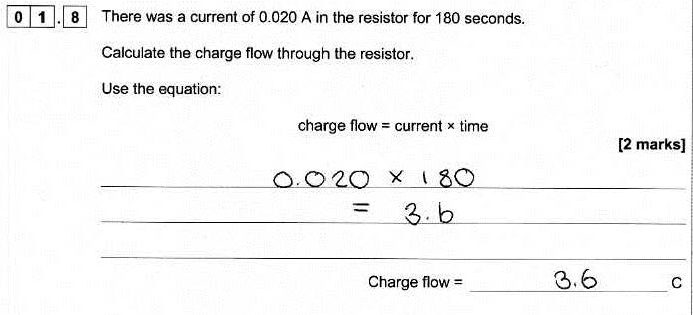 0 1 . 8 There was a current of 0.020 A in the resistor for 180 seconds.
Calculate the charge flow through the resistor.
Use the equation:
charge flow = current × time
[2 marks]
0.020 × 180
= 3.6
Charge flow = 3.6 C